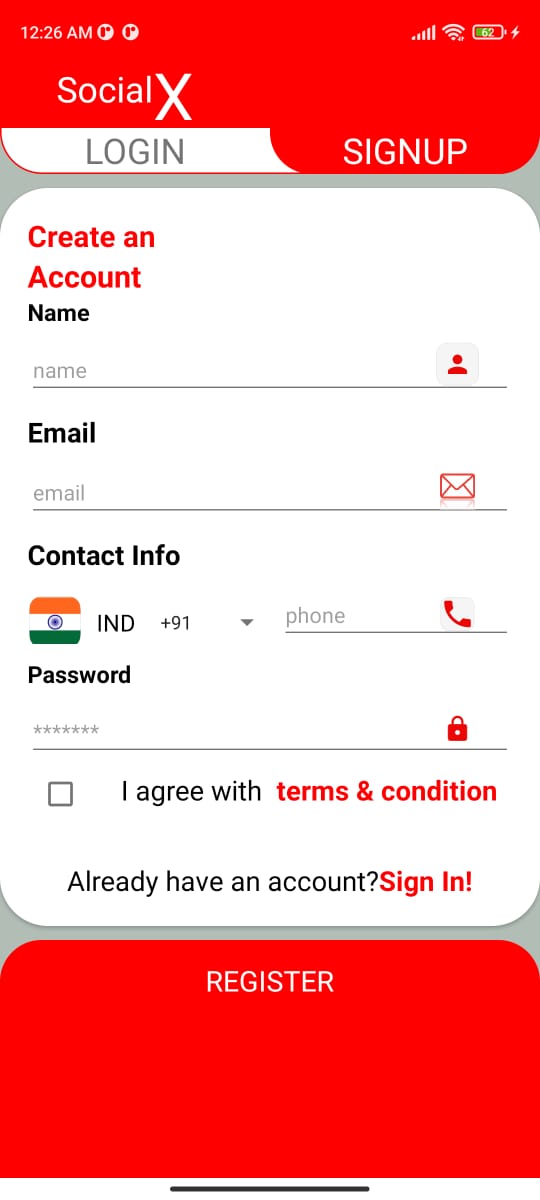 12:26 AM 62
SocialX
LOGIN SIGNUP
Create an
Account
Name
name
Email
email
Contact Info
IND +91 phone
Password
*******
I agree with terms & condition
Already have an account?Sign In!
REGISTER